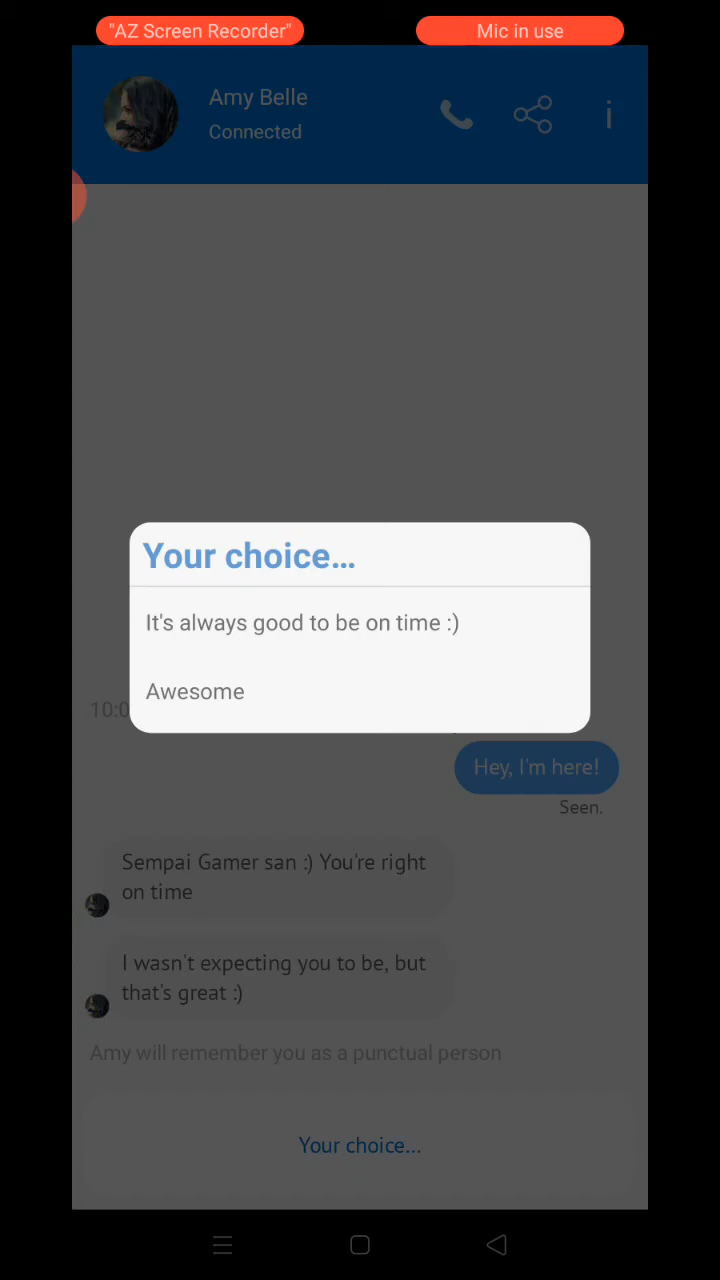 "AZ Screen Recorder"
Mic in use
Amy Belle
Connected
Your choice...
It's always good to be on time :)
Awesome
10:0
Hey, I'm here!
Seen.
Sempai Gamer san :) You're right
on time
I wasn't expecting you to be, but
that's great :)
Amy will remember you as a punctual person
Your choice...